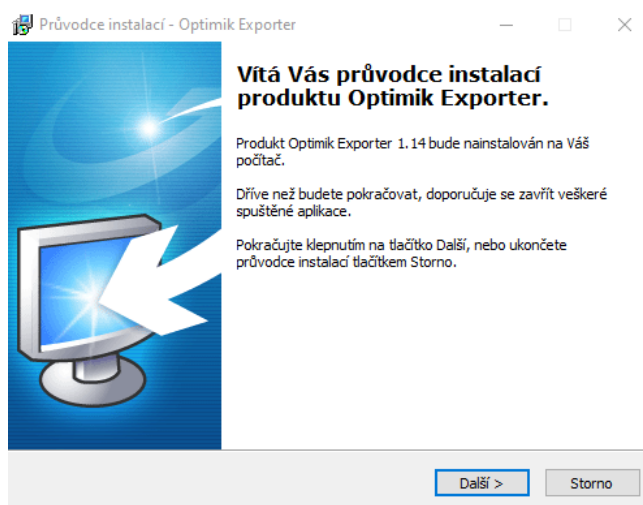 Průvodce instalací - Optimik Exporter
Vítá Vás průvodce instalací
produktu Optimik Exporter.
Produkt Optimik Exporter 1.14 bude nainstalován na Váš
počítač.
Dříve než budete pokračovat, doporučuje se zavřít veškeré
spuštěné aplikace.
Pokračujte klepnutím na tlačítko Další, nebo ukončete
průvodce instalací tlačítkem Storno.
Další >
Storno